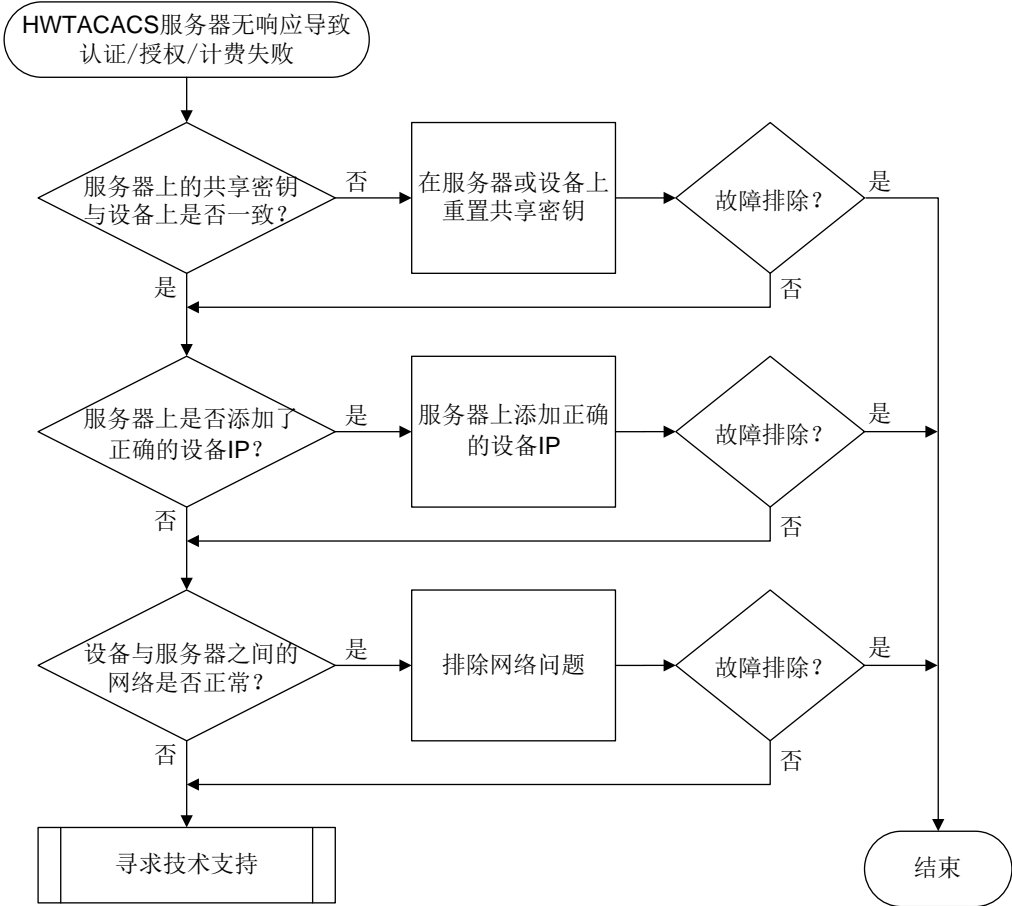 HWTACACS服务器无响应导致
认证/授权/计费失败
服务器上的共享密钥
与设备上是否一致？
否
在服务器或设备上
重置共享密钥
故障排除？
是
是
否
服务器上是否添加了
正确的设备IP？
是
服务器上添加正确
的设备IP
故障排除？
是
否
否
设备与服务器之间的
网络是否正常？
是
排除网络问题
故障排除？
是
否
否
寻求技术支持
结束